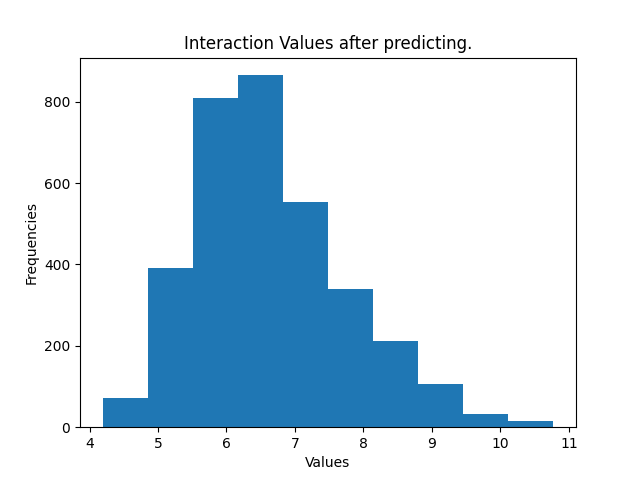 Interaction Values after predicting.
Frequencies
800
600
400
200
0
4 5 6 7 8 9 10 11
Values